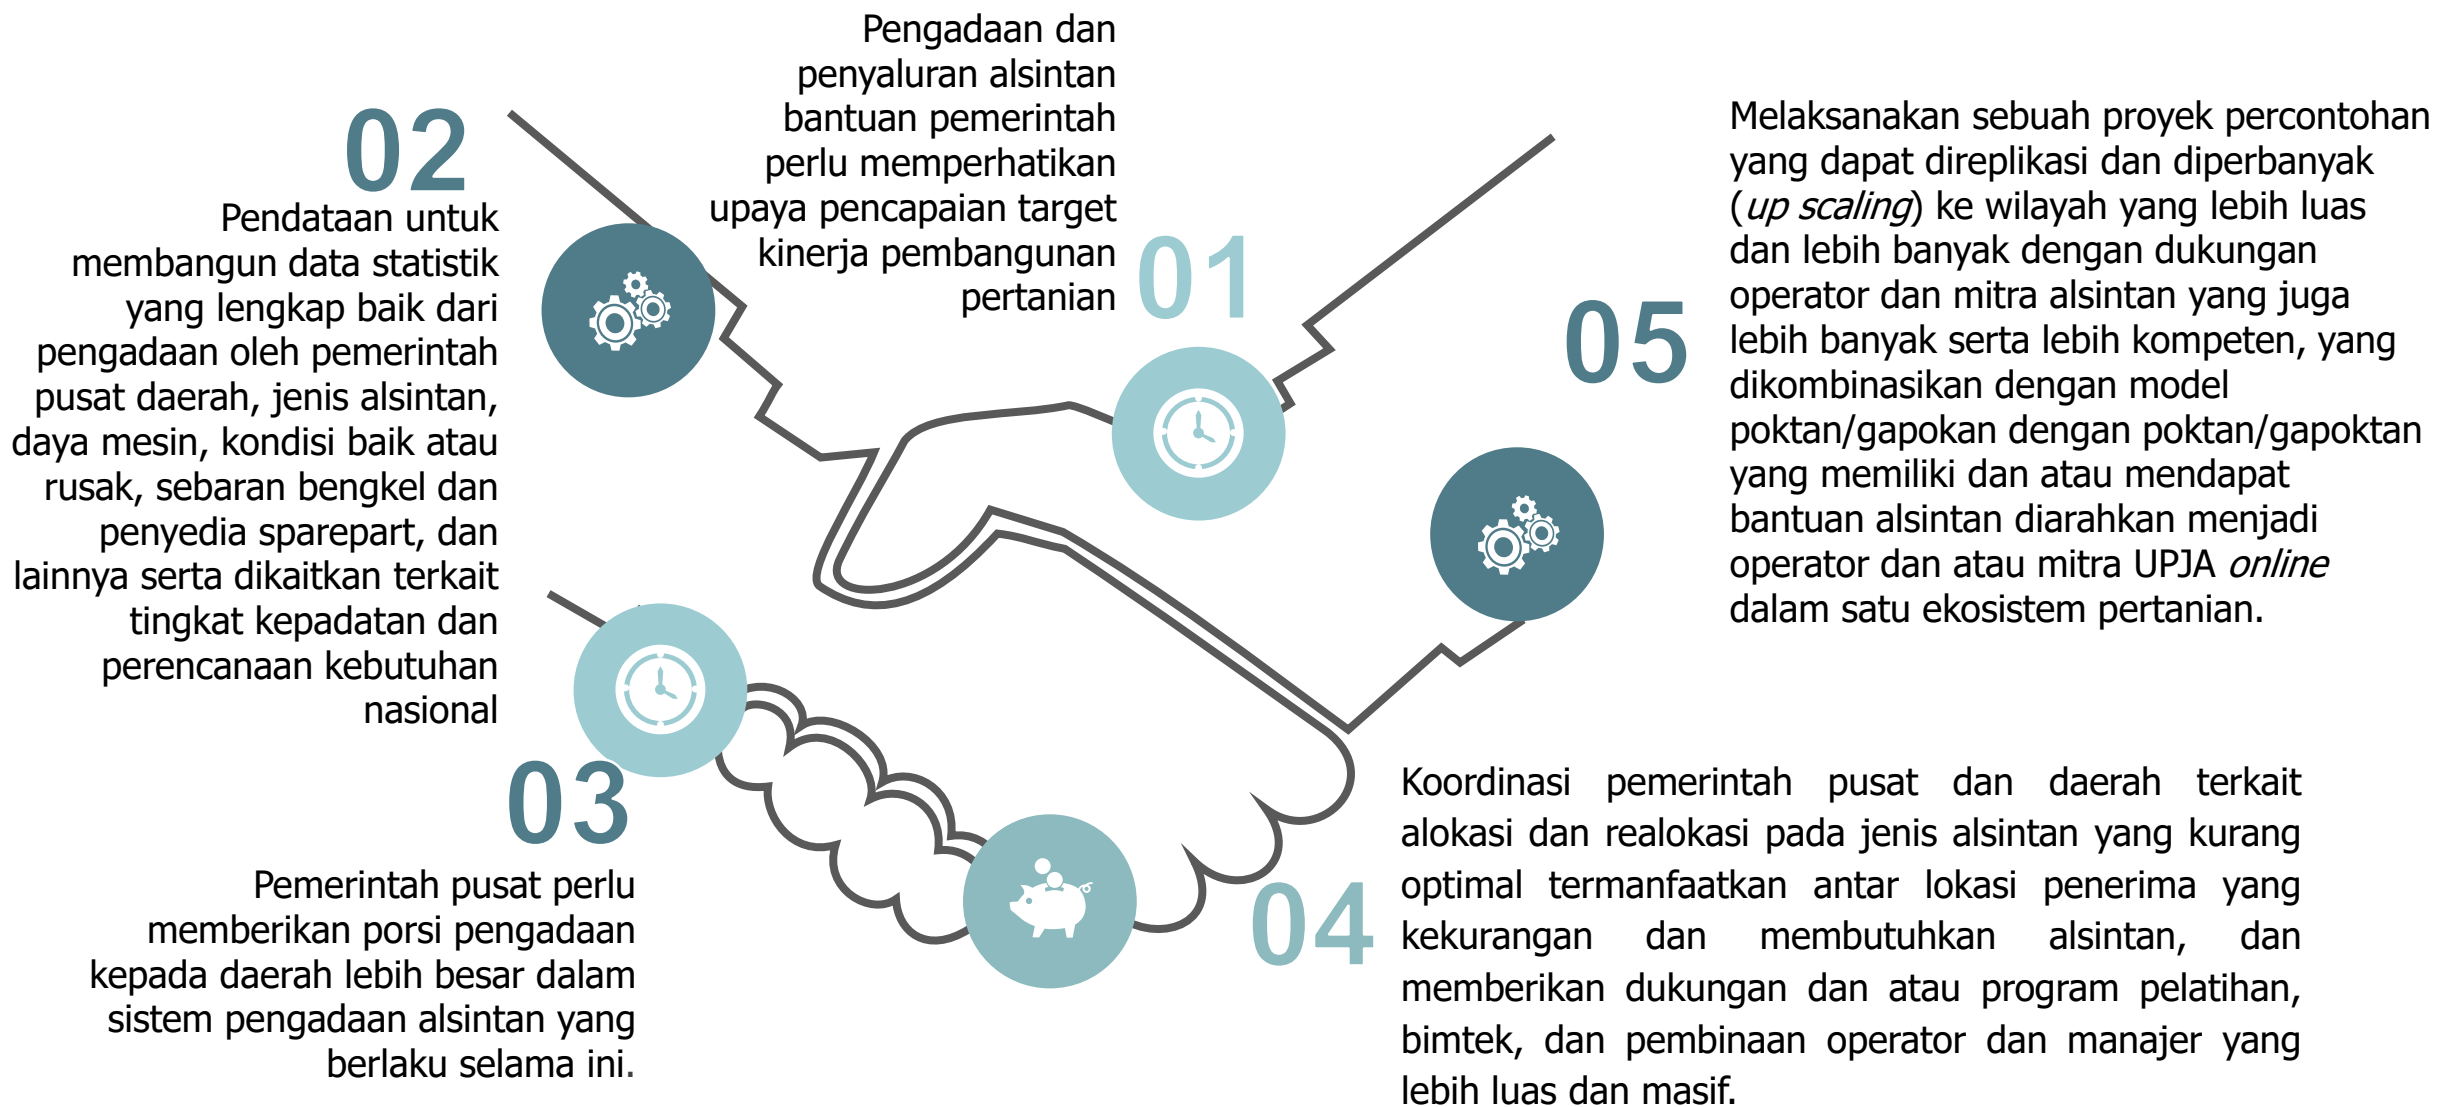 01
Pengadaan dan
penyaluran alsintan
bantuan pemerintah
perlu memperhatikan
upaya pencapaian target
kinerja pembangunan
pertanian
02
Pendataan untuk
membangun data statistik
yang lengkap baik dari
pengadaan oleh pemerintah
pusat daerah, jenis alsintan,
daya mesin, kondisi baik atau
rusak, sebaran bengkel dan
penyedia sparepart, dan
lainnya serta dikaitkan terkait
tingkat kepadatan dan
perencanaan kebutuhan
nasional
03
Pemerintah pusat perlu
memberikan porsi pengadaan
kepada daerah lebih besar dalam
sistem pengadaan alsintan yang
berlaku selama ini.
04
Koordinasi pemerintah pusat dan daerah terkait
alokasi dan realokasi pada jenis alsintan yang kurang
optimal termanfaatkan antar lokasi penerima yang
kekurangan dan membutuhkan alsintan, dan
memberikan dukungan dan atau program pelatihan,
bimtek, dan pembinaan operator dan manajer yang
lebih luas dan masif.
05
Melaksanakan sebuah proyek percontohan
yang dapat direplikasi dan diperbanyak
(up scaling) ke wilayah yang lebih luas
dan lebih banyak dengan dukungan
operator dan mitra alsintan yang juga
lebih banyak serta lebih kompeten, yang
dikombinasikan dengan model
poktan/gapokan dengan poktan/gapoktan
yang memiliki dan atau mendapat
bantuan alsintan diarahkan menjadi
operator dan atau mitra UPJA online
dalam satu ekosistem pertanian.